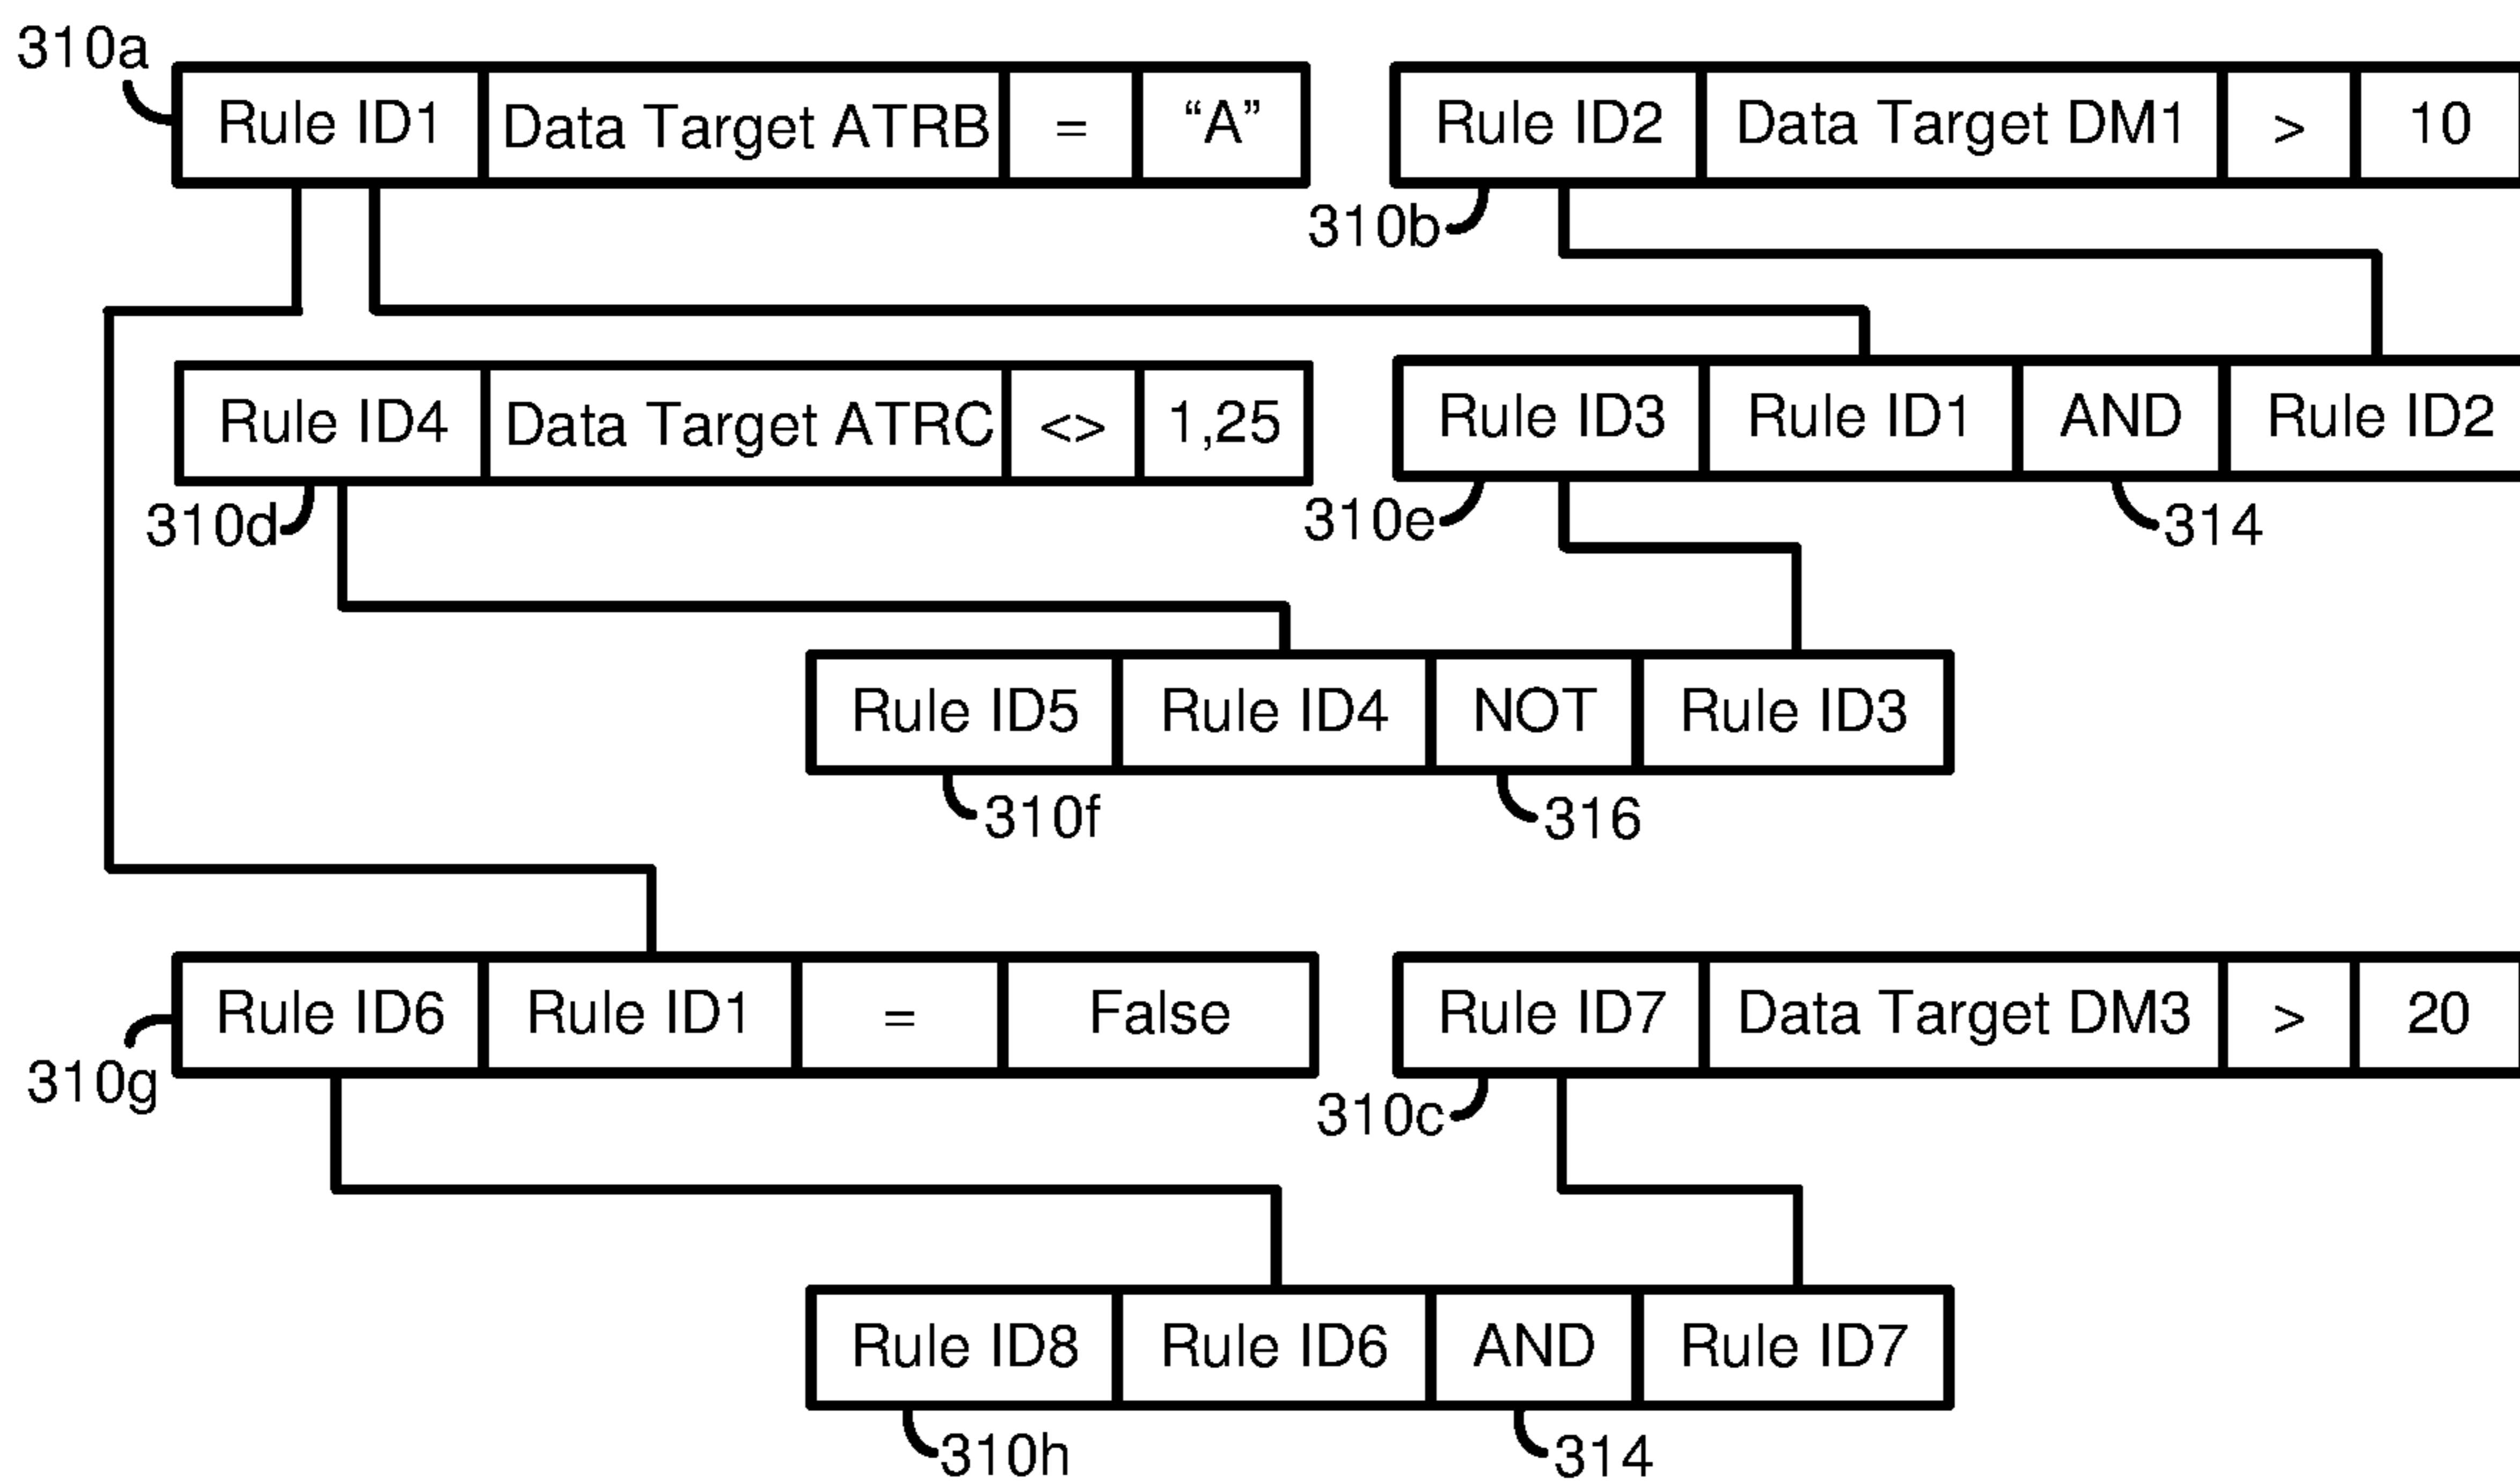 310a
Rule ID1 Data Target ATRB = “A” Rule ID2 Data Target DM1 > 10
310b
Rule ID4 Data Target ATRC <> 1,25 Rule ID3 Rule ID1 AND Rule ID2
310d 310e 314
Rule ID5 Rule ID4 NOT Rule ID3
310f 316
Rule ID6 Rule ID1 = False Rule ID7 Data Target DM3 > 20
310g 310c
Rule ID8 Rule ID6 AND Rule ID7
310h 314